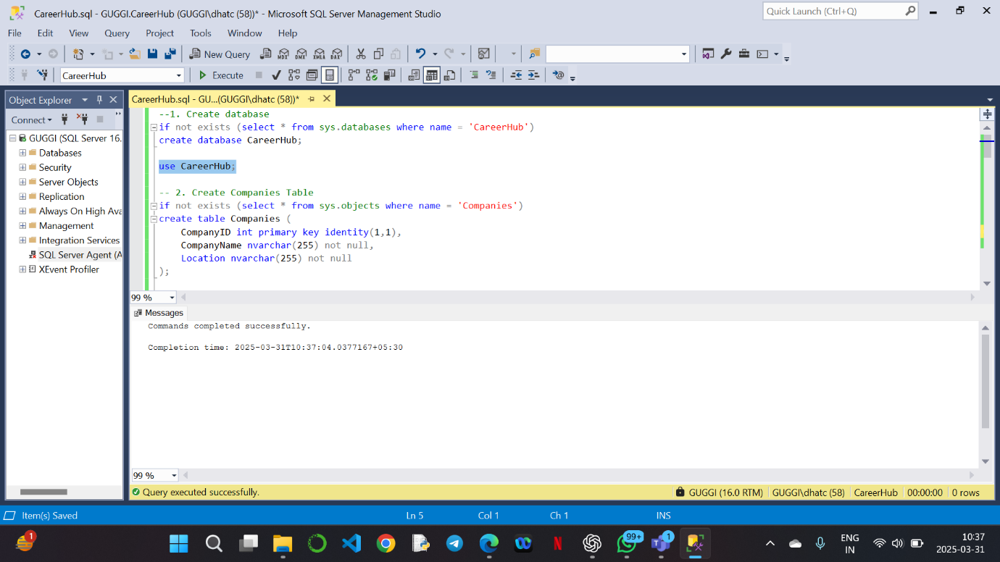 CareerHub.sql - GUGGI.CareerHub (GUGGI\dhatc (58))* - Microsoft SQL Server Management Studio
Quick Launch (Ctrl+Q)
File Edit View Query Project Tools Window Help
New Query MDX DMX XMLA DAX
CareerHub Execute
Object Explorer
CareerHub.sql - GU...(GUGGI\dhatc (58))*
Connect
GUGGI (SQL Server 16.
Databases
Security
Server Objects
Replication
Always On High Ava
Management
Integration Services
SQL Server Agent (A
XEvent Profiler
--1. Create database
if not exists (select * from sys.databases where name = 'CareerHub')
create database CareerHub;
use CareerHub;
-- 2. Create Companies Table
if not exists (select * from sys.objects where name = 'Companies')
create table Companies (
CompanyID int primary key identity(1,1),
CompanyName nvarchar(255) not null,
Location nvarchar(255) not null
);
99 %
Messages
Commands completed successfully.
Completion time: 2025-03-31T10:37:04.0377167+05:30
99 %
Query executed successfully. GUGGI (16.0 RTM) GUGGI\dhatc (58) CareerHub 00:00:00 0 rows
Item(s) Saved Ln 5 Col 1 Ch 1 INS
1
99+
1
ENG
IN
10:37
2025-03-31